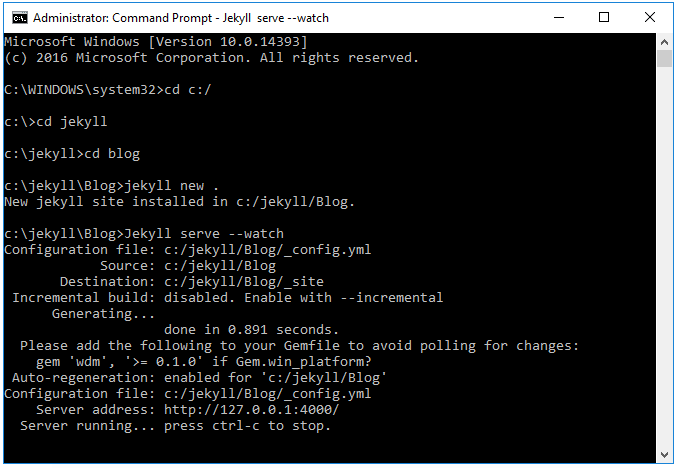 Administrator: Command Prompt - Jekyll serve --watch
Microsoft Windows [Version 10.0.14393]
(c) 2016 Microsoft Corporation. All rights reserved.
C:\WINDOWS\system32>cd c:/
c:\>cd jekyll
c:\jekyll>cd blog
c:\jekyll\Blog>jekyll new .
New jekyll site installed in c:/jekyll/Blog.
c:\jekyll\Blog>Jekyll serve --watch
Configuration file: c:/jekyll/Blog/_config.yml
Source: c:/jekyll/Blog
Destination: c:/jekyll/Blog/_site
Incremental build: disabled. Enable with --incremental
Generating...
done in 0.891 seconds.
Please add the following to your Gemfile to avoid polling for changes:
gem 'wdm', '>= 0.1.0' if Gem.win_platform?
Auto-regeneration: enabled for 'c:/jekyll/Blog'
Configuration file: c:/jekyll/Blog/_config.yml
Server address: http://127.0.0.1:4000/
Server running... press ctrl-c to stop.